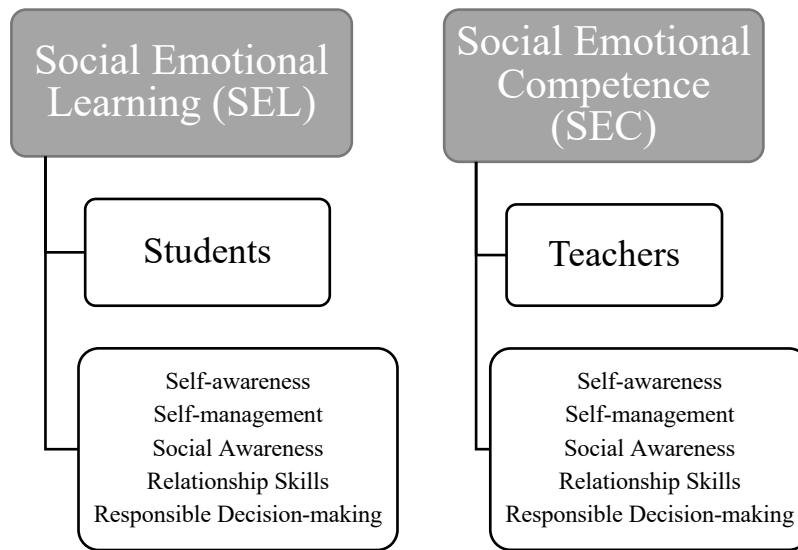 Social Emotional
Learning (SEL)
Students
Self-awareness
Self-management
Social Awareness
Relationship Skills
Responsible Decision-making
Social Emotional
Competence
(SEC)
Teachers
Self-awareness
Self-management
Social Awareness
Relationship Skills
Responsible Decision-making